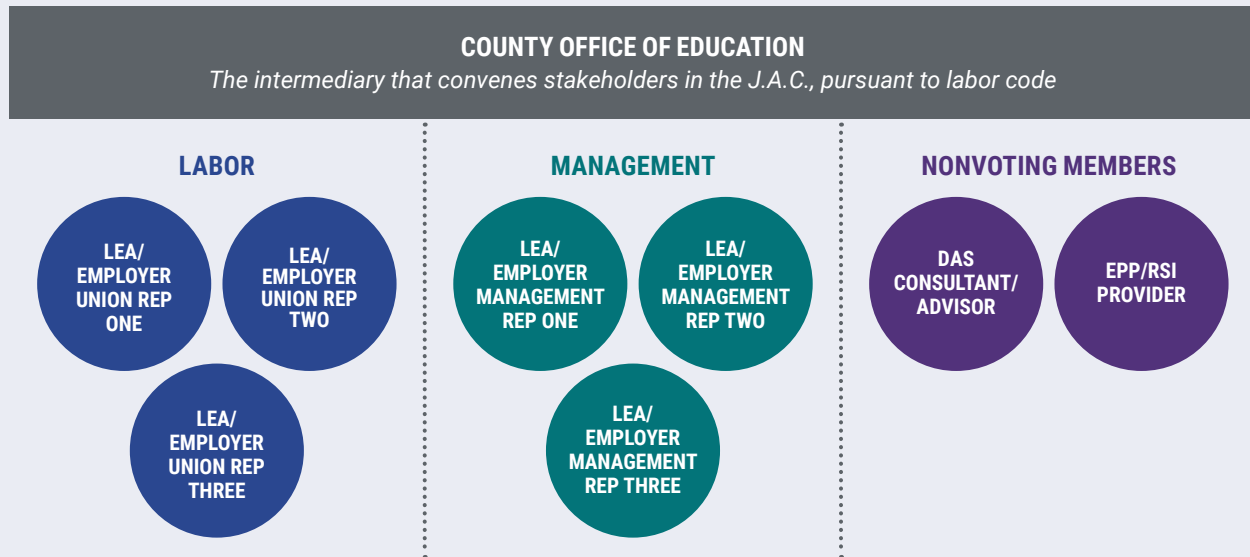 COUNTY OFFICE OF EDUCATION
The intermediary that convenes stakeholders in the J.A.C., pursuant to labor code
LABOR
LEA/
EMPLOYER
UNION REP
ONE
LEA/
EMPLOYER
UNION REP
TWO
LEA/
EMPLOYER
UNION REP
THREE
MANAGEMENT
LEA/
EMPLOYER
MANAGEMENT
REP ONE
LEA/
EMPLOYER
MANAGEMENT
REP TWO
LEA/
EMPLOYER
MANAGEMENT
REP THREE
NONVOTING MEMBERS
DAS
CONSULTANT/
ADVISOR
EPP/RSI
PROVIDER